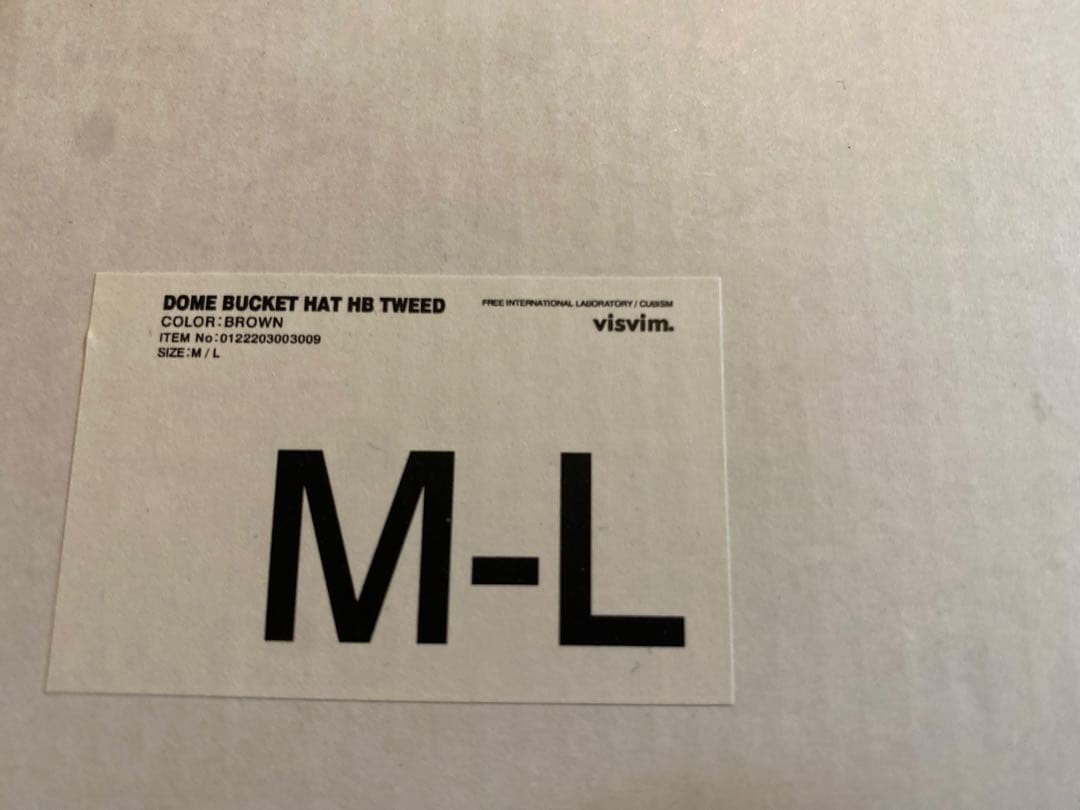 DOME BUCKET HAT HB TWEED
COLOR:BROWN
ITEM No:0122203003009
SIZE:M / L
FREE INTERNATIONAL LABORATORY / CUBISM
visvim.
M-L